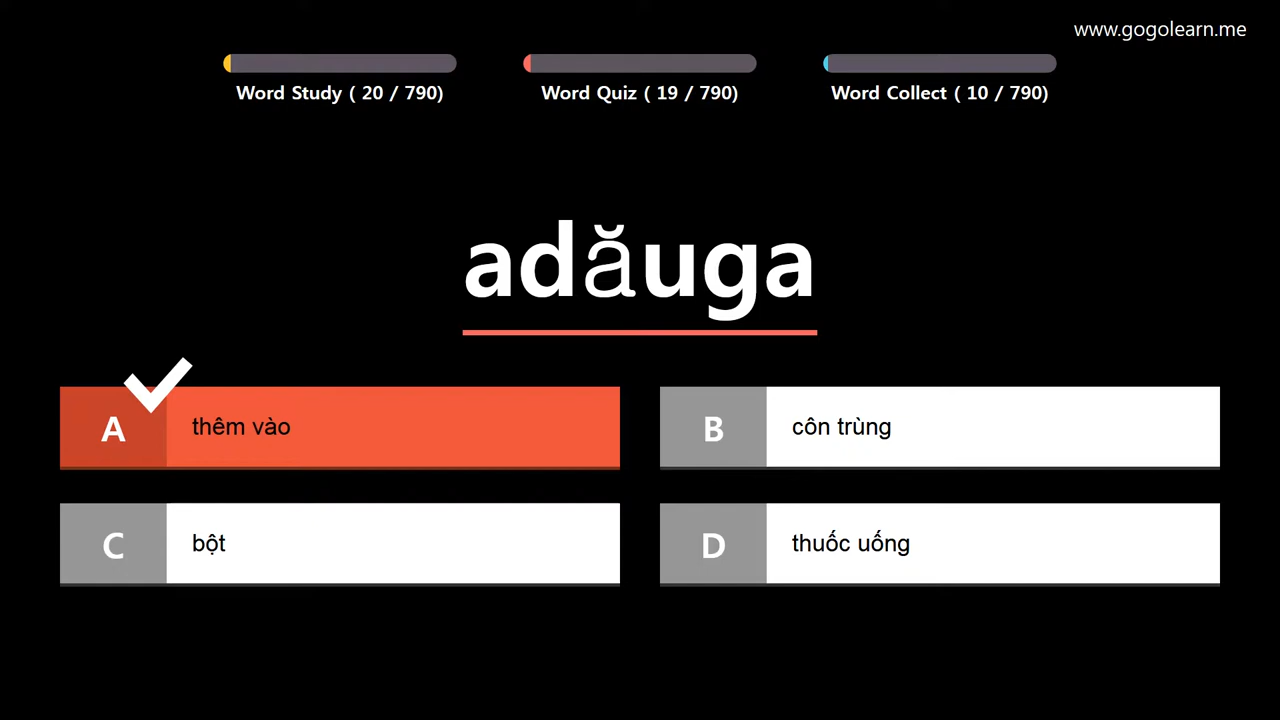 www.gogolearn.me
Word Study ( 20 / 790)
Word Quiz ( 19 / 790)
Word Collect ( 10 / 790)
adăuga
A
thêm vào
B
côn trùng
C
bột
D
thuốc uống